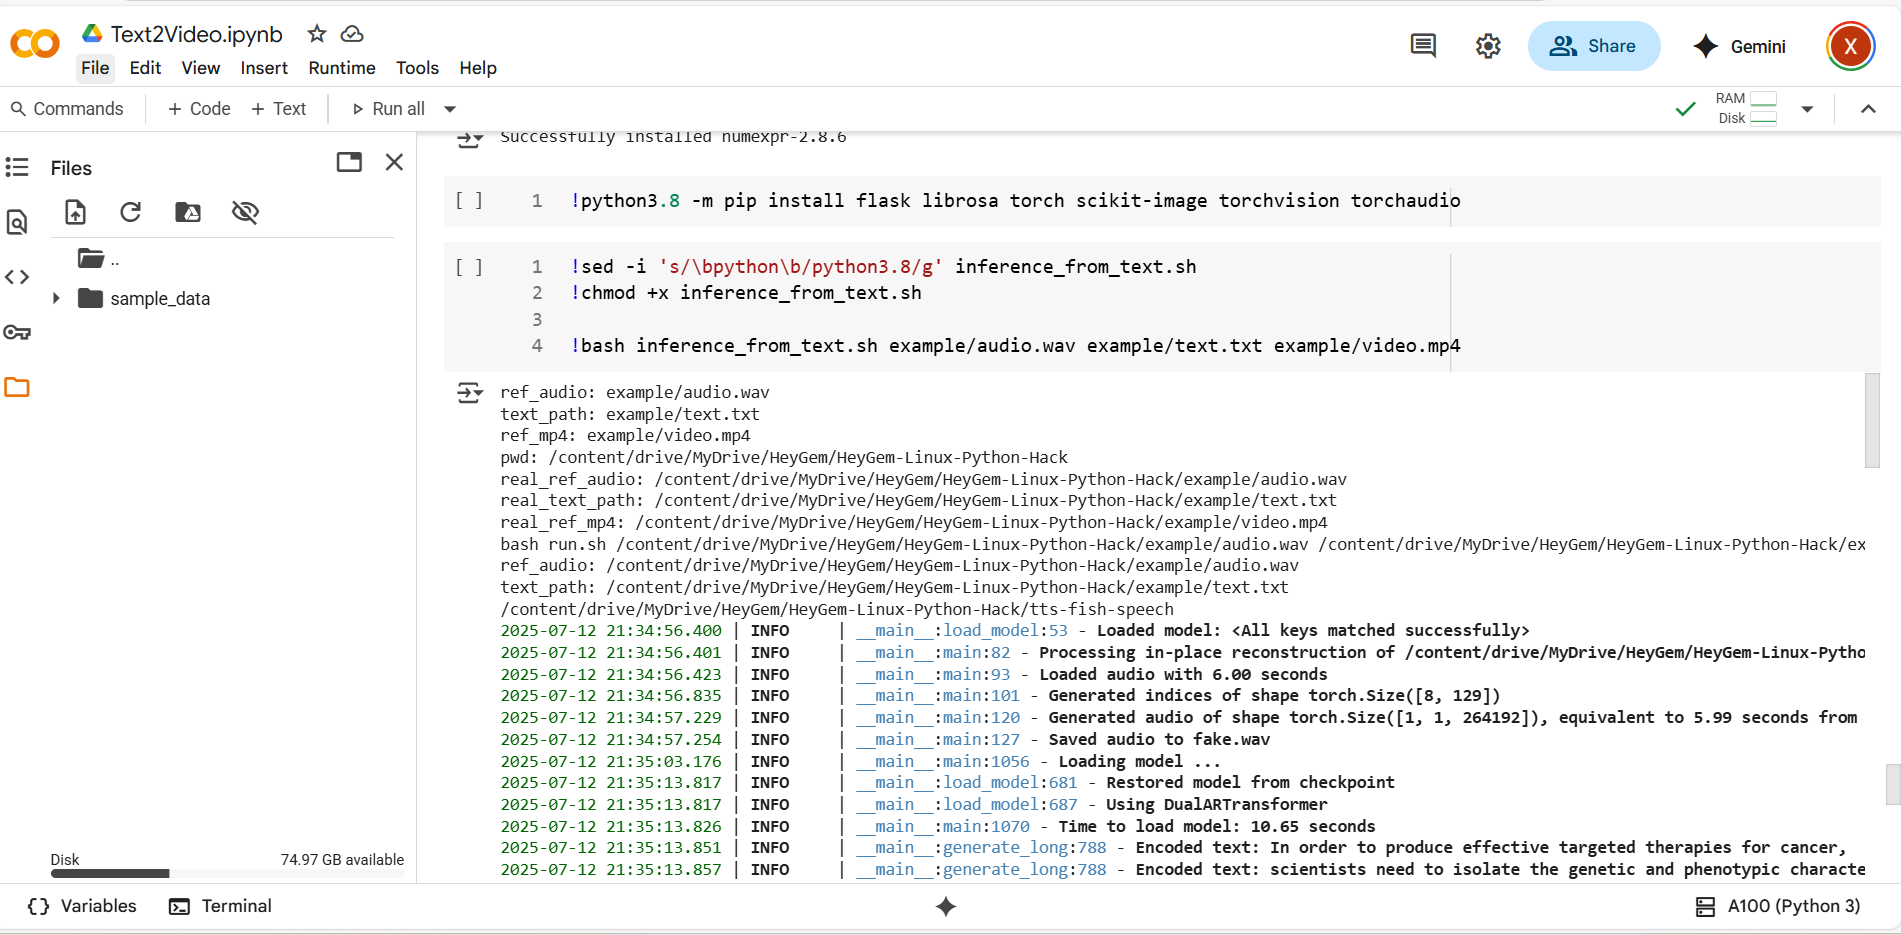 Text2Video.ipynb
File Edit View Insert Runtime Tools Help
Share
Gemini
X
Commands + Code + Text Run all
RAM
Disk
Files
..
sample_data
Disk 74.97 GB available
Successfully installed numexpr-2.8.6
[ ] 1 !python3.8 -m pip install flask librosa torch scikit-image torchvision torchaudio
[ ] 1 !sed -i 's/\bpython\b/python3.8/g' inference_from_text.sh
2 !chmod +x inference_from_text.sh
3
4 !bash inference_from_text.sh example/audio.wav example/text.txt example/video.mp4
ref_audio: example/audio.wav
text_path: example/text.txt
ref_mp4: example/video.mp4
pwd: /content/drive/MyDrive/HeyGem/HeyGem-Linux-Python-Hack
real_ref_audio: /content/drive/MyDrive/HeyGem/HeyGem-Linux-Python-Hack/example/audio.wav
real_text_path: /content/drive/MyDrive/HeyGem/HeyGem-Linux-Python-Hack/example/text.txt
real_ref_mp4: /content/drive/MyDrive/HeyGem/HeyGem-Linux-Python-Hack/example/video.mp4
bash run.sh /content/drive/MyDrive/HeyGem/HeyGem-Linux-Python-Hack/example/audio.wav /content/drive/MyDrive/HeyGem/HeyGem-Linux-Python-Hack/ex
ref_audio: /content/drive/MyDrive/HeyGem/HeyGem-Linux-Python-Hack/example/audio.wav
text_path: /content/drive/MyDrive/HeyGem/HeyGem-Linux-Python-Hack/example/text.txt
/content/drive/MyDrive/HeyGem/HeyGem-Linux-Python-Hack/tts-fish-speech
2025-07-12 21:34:56.400 | INFO | __main__:load_model:53 - Loaded model: <All keys matched successfully>
2025-07-12 21:34:56.401 | INFO | __main__:main:82 - Processing in-place reconstruction of /content/drive/MyDrive/HeyGem/HeyGem-Linux-Pytho
2025-07-12 21:34:56.423 | INFO | __main__:main:93 - Loaded audio with 6.00 seconds
2025-07-12 21:34:56.835 | INFO | __main__:main:101 - Generated indices of shape torch.Size([8, 129])
2025-07-12 21:34:57.229 | INFO | __main__:main:120 - Generated audio of shape torch.Size([1, 1, 264192]), equivalent to 5.99 seconds from
2025-07-12 21:34:57.254 | INFO | __main__:main:127 - Saved audio to fake.wav
2025-07-12 21:35:03.176 | INFO | __main__:main:1056 - Loading model ...
2025-07-12 21:35:13.817 | INFO | __main__:load_model:681 - Restored model from checkpoint
2025-07-12 21:35:13.817 | INFO | __main__:load_model:687 - Using DualARTransformer
2025-07-12 21:35:13.826 | INFO | __main__:main:1070 - Time to load model: 10.65 seconds
2025-07-12 21:35:13.851 | INFO | __main__:generate_long:788 - Encoded text: In order to produce effective targeted therapies for cancer,
2025-07-12 21:35:13.857 | INFO | __main__:generate_long:788 - Encoded text: scientists need to isolate the genetic and phenotypic characte
Variables Terminal A100 (Python 3)